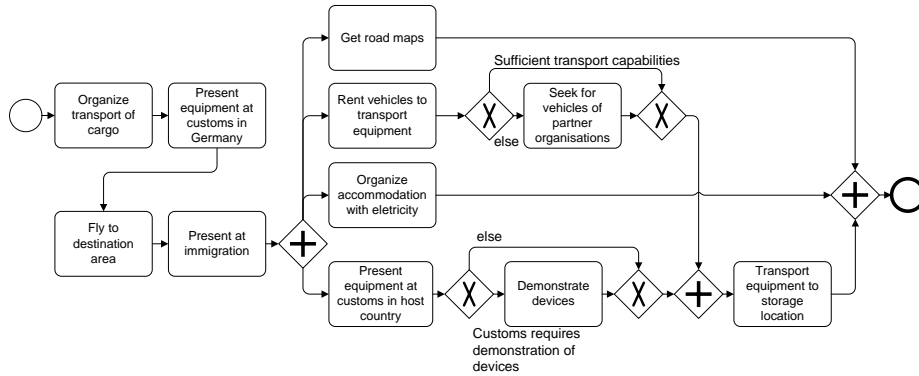 Get road maps
Sufficient transport capabilities
Organize
transport of
cargo
Present
equipment at
customs in
Germany
Rent vehicles to
transport
equipment
else
Seek for
vehicles of
partner
organisations
Organize
accommodation
with eletricity
Fly to
destination
area
Present at
immigration
else
Present
equipment at
customs in host
country
Demonstrate
devices
Customs requires
demonstration of
devices
Transport
equipment to
storage
location